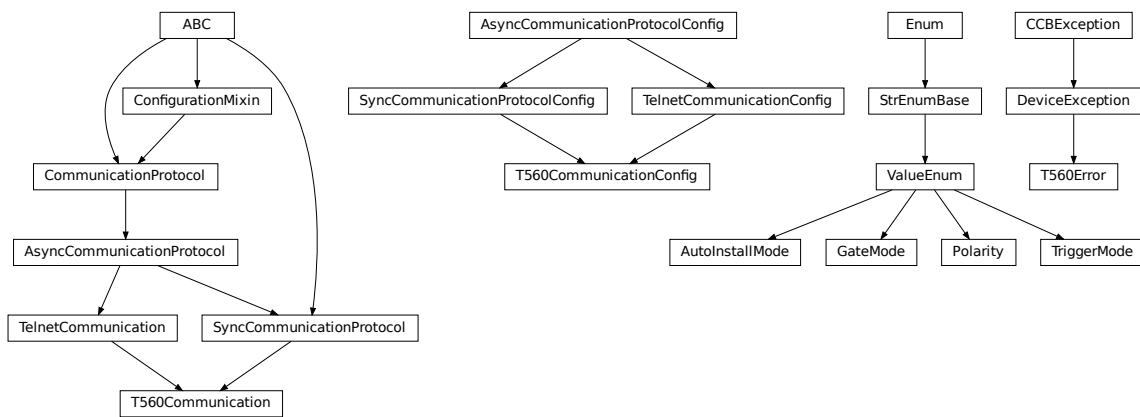 ABC
AsyncCommunicationProtocolConfig
Enum
CCBException
ConfigurationMixin
SyncCommunicationProtocolConfig
TelnetCommunicationConfig
StrEnumBase
DeviceException
CommunicationProtocol
T560CommunicationConfig
ValueEnum
T560Error
AsyncCommunicationProtocol
AutoInstallMode
GateMode
Polarity
TriggerMode
TelnetCommunication
SyncCommunicationProtocol
T560Communication